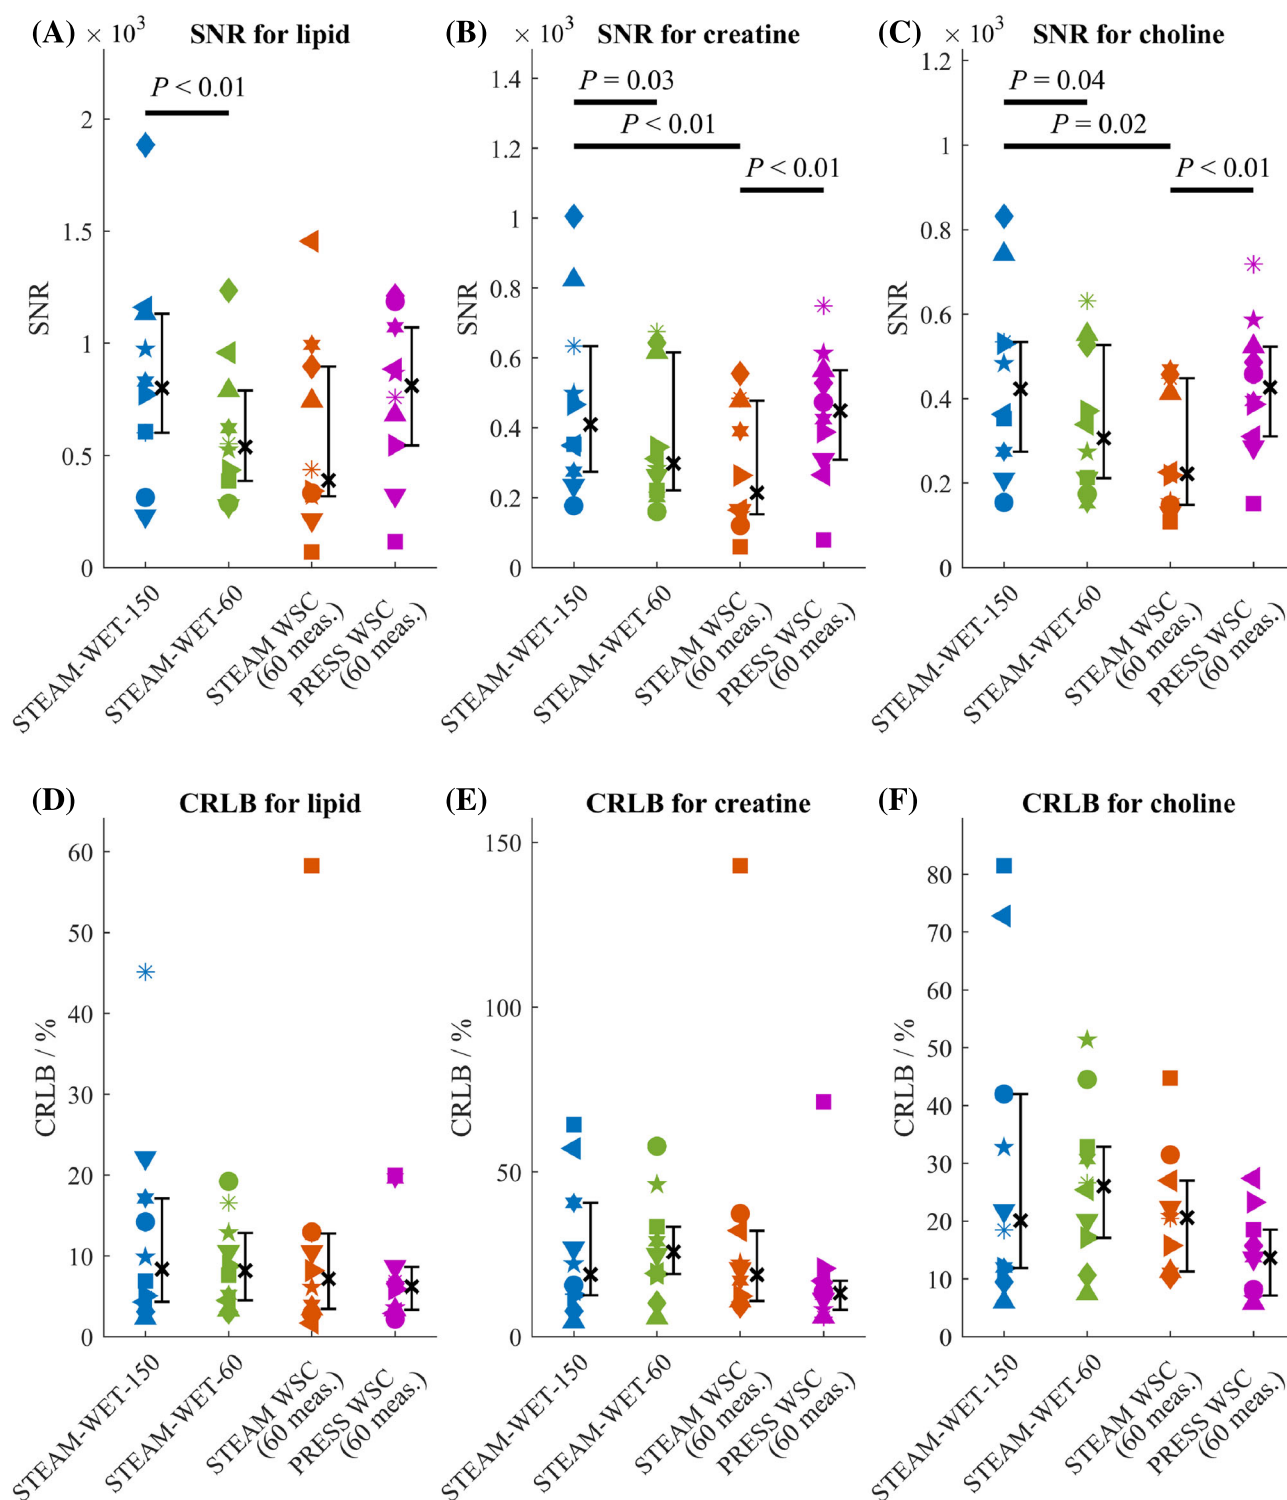 (A) × 10³ SNR for lipid
P < 0.01
2
1.5
1
0.5
0
SNR
STEAM-WET-150
STEAM-WET-60
STEAM WSC
(60 meas.)
PRESS WSC
(60 meas.)
(B) × 10³ SNR for creatine
P = 0.03
P < 0.01
P < 0.01
1.4
1.2
1
0.8
0.6
0.4
0.2
0
SNR
STEAM-WET-150
STEAM-WET-60
STEAM WSC
(60 meas.)
PRESS WSC
(60 meas.)
(C) × 10³ SNR for choline
P = 0.04
P = 0.02
P < 0.01
1.2
1
0.8
0.6
0.4
0.2
0
SNR
STEAM-WET-150
STEAM-WET-60
STEAM WSC
(60 meas.)
PRESS WSC
(60 meas.)
(D) CRLB for lipid
60
50
40
30
20
10
0
CRLB / %
STEAM-WET-150
STEAM-WET-60
STEAM WSC
(60 meas.)
PRESS WSC
(60 meas.)
(E) CRLB for creatine
150
100
50
0
CRLB / %
STEAM-WET-150
STEAM-WET-60
STEAM WSC
(60 meas.)
PRESS WSC
(60 meas.)
(F) CRLB for choline
80
70
60
50
40
30
20
10
0
CRLB / %
STEAM-WET-150
STEAM-WET-60
STEAM WSC
(60 meas.)
PRESS WSC
(60 meas.)